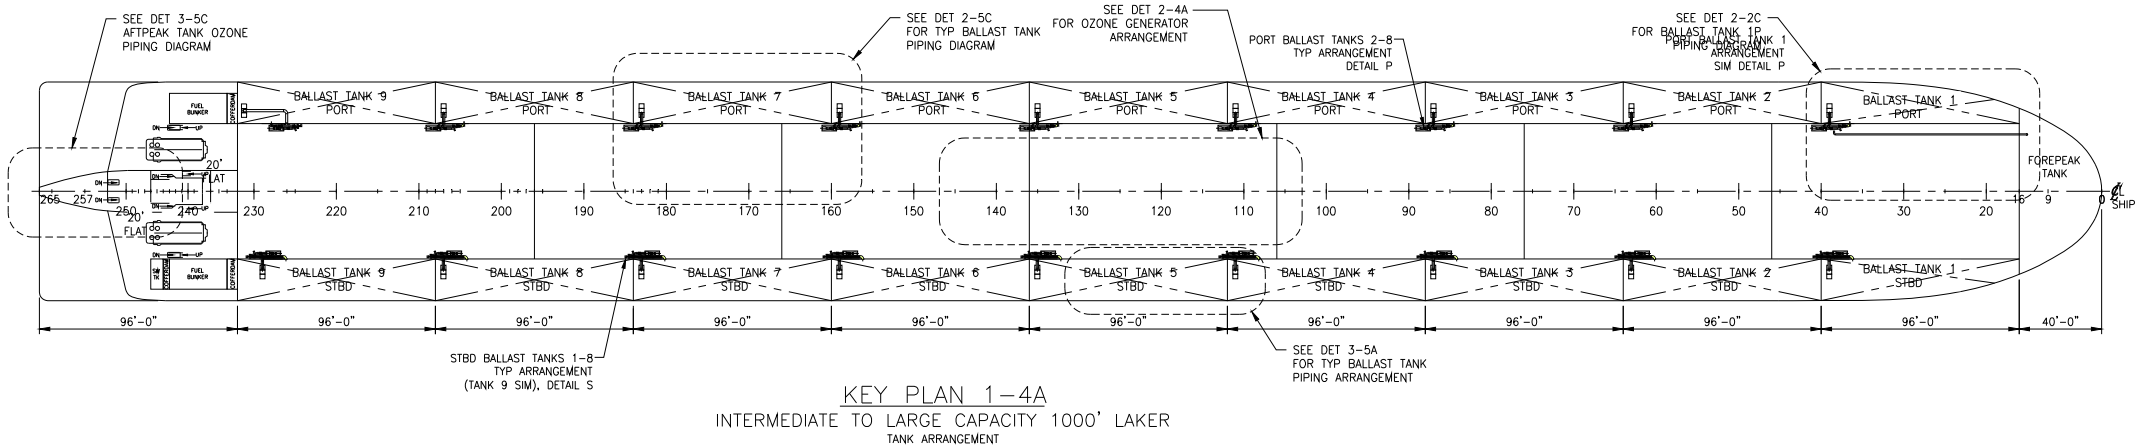 SEE DET 3-5C
AFTPEAK TANK OZONE
PIPING DIAGRAM
SEE DET 2-5C
FOR TYP BALLAST TANK
PIPING DIAGRAM
SEE DET 2-4A
FOR OZONE GENERATOR
ARRANGEMENT
PORT BALLAST TANKS 2-8
TYP ARRANGEMENT
DETAIL P
SEE DET 2-2C
FOR BALLAST TANK 1P
PIPING DIAGRAM
PORT BALLAST TANK 1
ARRANGEMENT
SIM DETAIL P
FUEL
BUNKER
COFFERDAM
BALLAST TANK 9
PORT
BALLAST TANK 8
PORT
BALLAST TANK 7
PORT
BALLAST TANK 6
PORT
BALLAST TANK 5
PORT
BALLAST TANK 4
PORT
BALLAST TANK 3
PORT
BALLAST TANK 2
PORT
BALLAST TANK 1
PORT
DN UP
20'
FLAT
DN UP
DN
FOREPEAK
TANK
265 257 250 240 230 220 210 200 190 180 170 160 150 140 130 120 110 100 90 80 70 60 50 40 30 20 16 9 0
℄
SHIP
DN
DN UP
20'
FLAT
DN UP
SW
TK
COFFERDAM
FUEL
BUNKER
COFFERDAM
BALLAST TANK 9
STBD
BALLAST TANK 8
STBD
BALLAST TANK 7
STBD
BALLAST TANK 6
STBD
BALLAST TANK 5
STBD
BALLAST TANK 4
STBD
BALLAST TANK 3
STBD
BALLAST TANK 2
STBD
BALLAST TANK 1
STBD
96'-0" 96'-0" 96'-0" 96'-0" 96'-0" 96'-0" 96'-0" 96'-0" 96'-0" 96'-0" 40'-0"
STBD BALLAST TANKS 1-8
TYP ARRANGEMENT
(TANK 9 SIM), DETAIL S
SEE DET 3-5A
FOR TYP BALLAST TANK
PIPING ARRANGEMENT
KEY PLAN 1-4A
INTERMEDIATE TO LARGE CAPACITY 1000' LAKER
TANK ARRANGEMENT